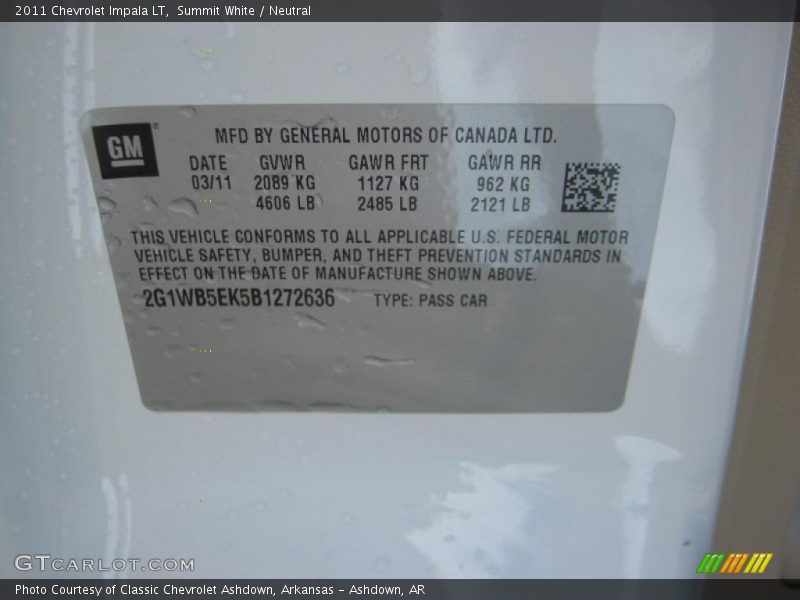 2011 Chevrolet Impala LT, Summit White / Neutral
GM
MFD BY GENERAL MOTORS OF CANADA LTD.
DATE GVWR GAWR FRT GAWR RR
03/11 2089 KG 1127 KG 962 KG
4606 LB 2485 LB 2121 LB
THIS VEHICLE CONFORMS TO ALL APPLICABLE U.S. FEDERAL MOTOR
VEHICLE SAFETY, BUMPER, AND THEFT PREVENTION STANDARDS IN
EFFECT ON THE DATE OF MANUFACTURE SHOWN ABOVE.
2G1WB5EK5B1272636 TYPE: PASS CAR
GTCARLOT.COM
Photo Courtesy of Classic Chevrolet Ashdown, Arkansas - Ashdown, AR